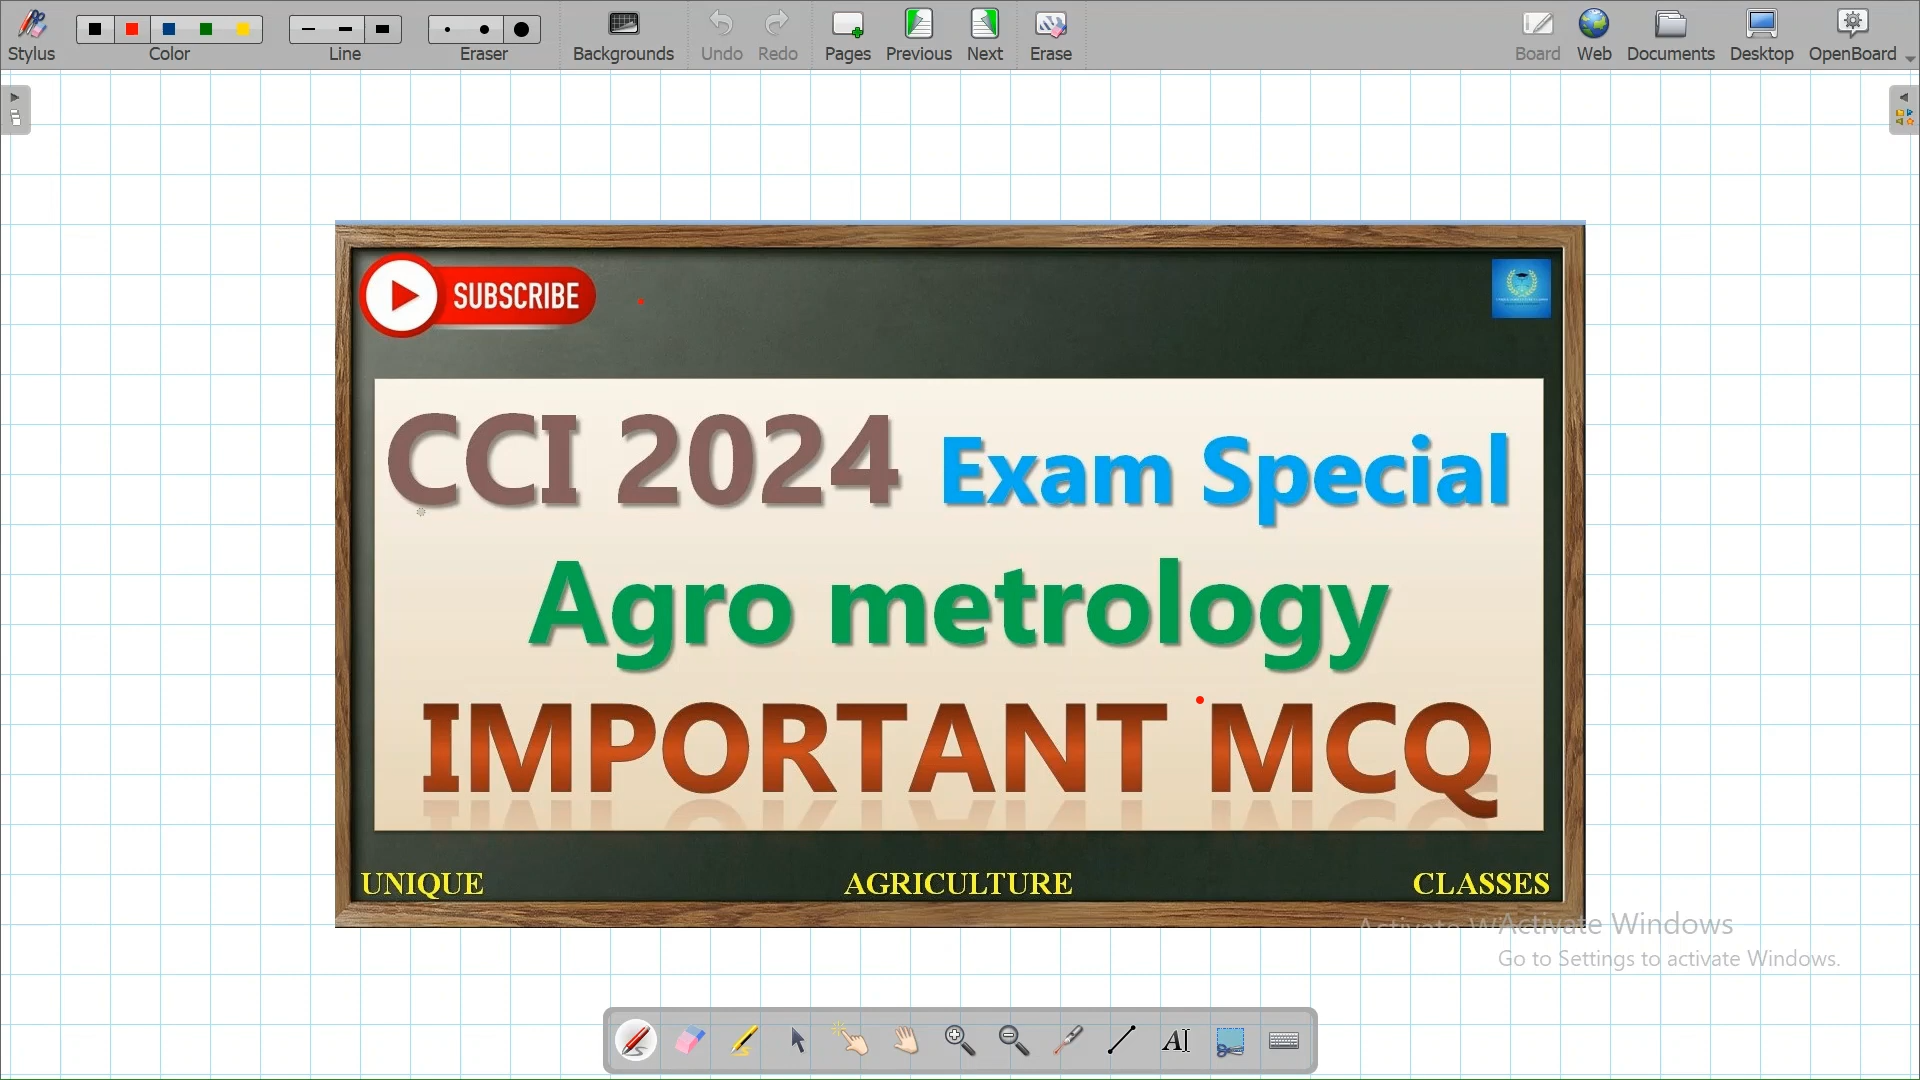 Stylus Color Line Eraser Backgrounds Undo Redo Pages Previous Next Erase Board Web Documents Desktop OpenBoard
SUBSCRIBE
CCI 2024 Exam Special
Agro metrology
IMPORTANT MCQ
UNIQUE AGRICULTURE CLASSES
Activate Windows
Go to Settings to activate Windows.